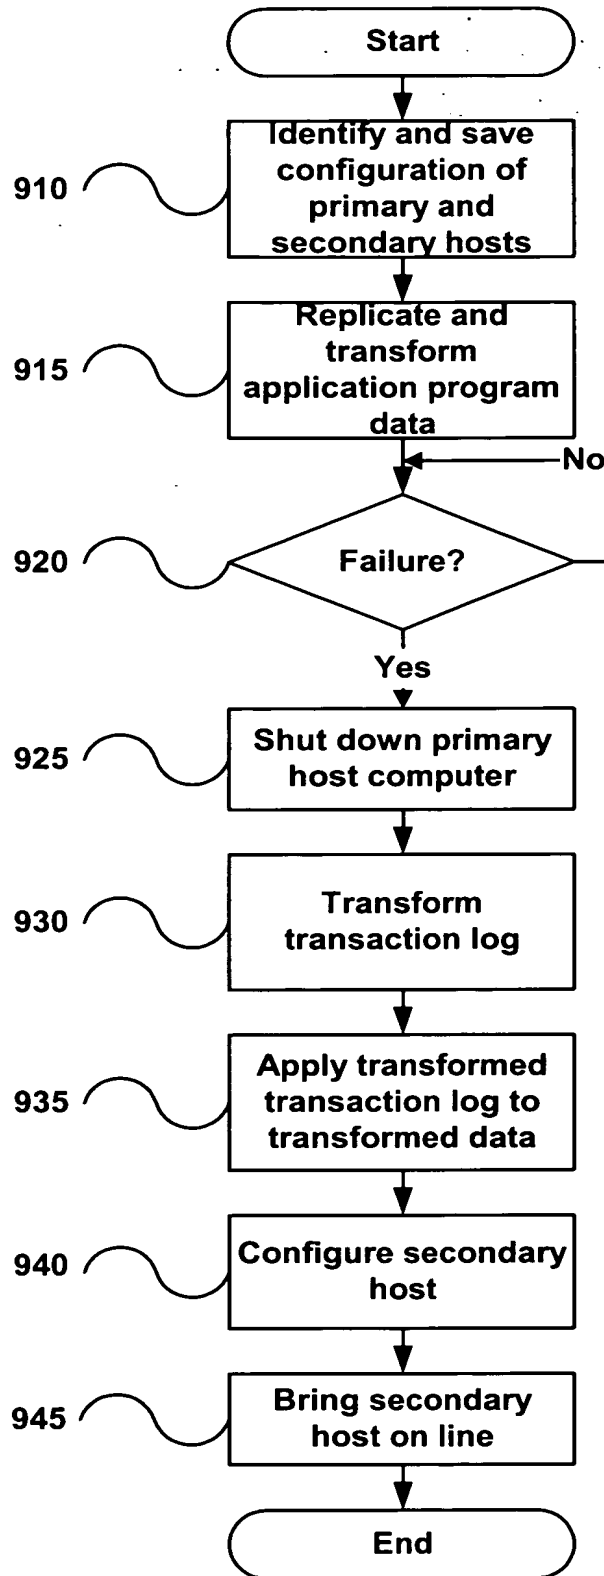 Start
910
Identify and save
configuration of
primary and
secondary hosts
915
Replicate and
transform
application program
data
No
920
Failure?
Yes
925
Shut down primary
host computer
930
Transform
transaction log
935
Apply transformed
transaction log to
transformed data
940
Configure secondary
host
945
Bring secondary
host on line
End